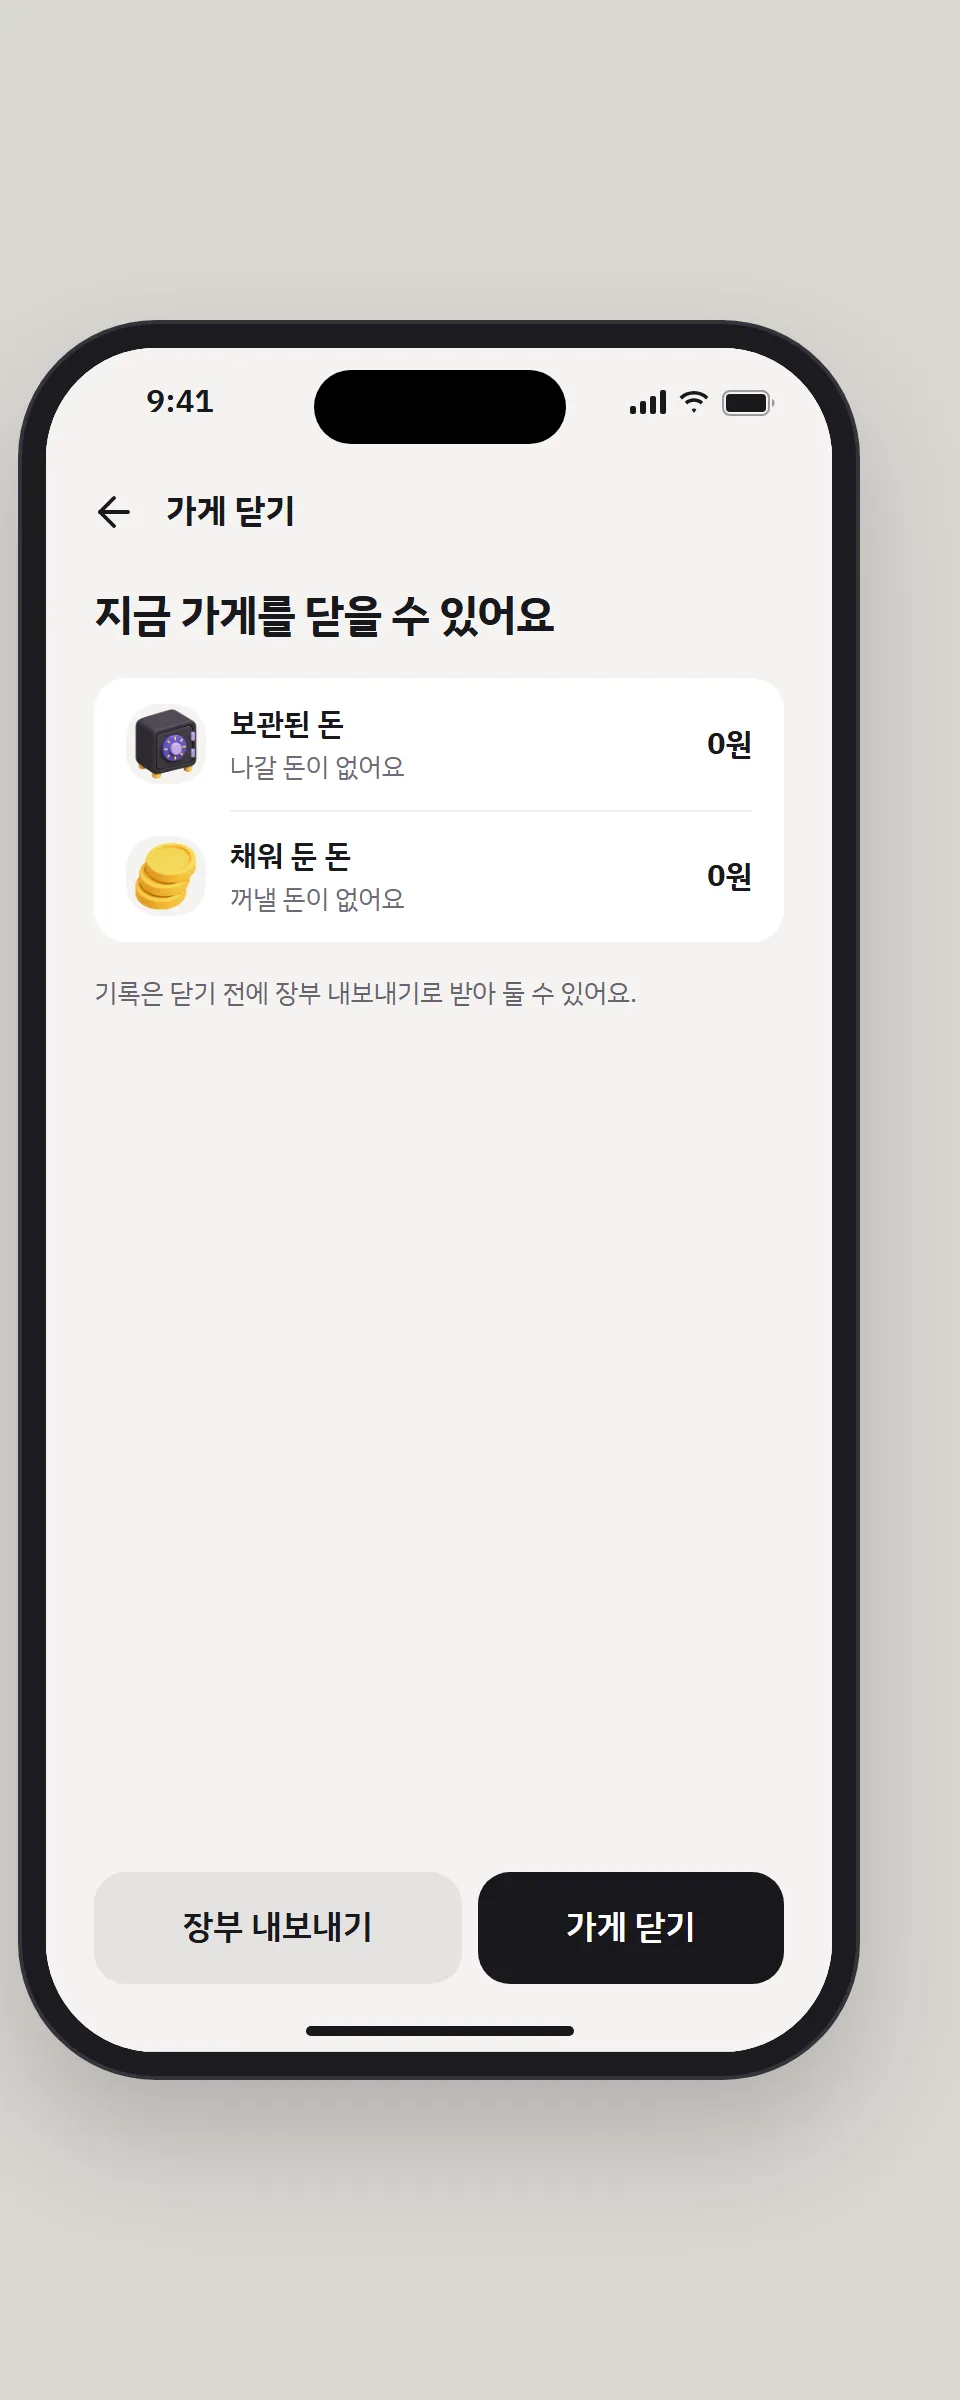 9:41
가게 닫기
지금 가게를 닫을 수 있어요
보관된 돈
나갈 돈이 없어요
0원
채워 둔 돈
꺼낼 돈이 없어요
0원
기록은 닫기 전에 장부 내보내기로 받아 둘 수 있어요.
장부 내보내기
가게 닫기